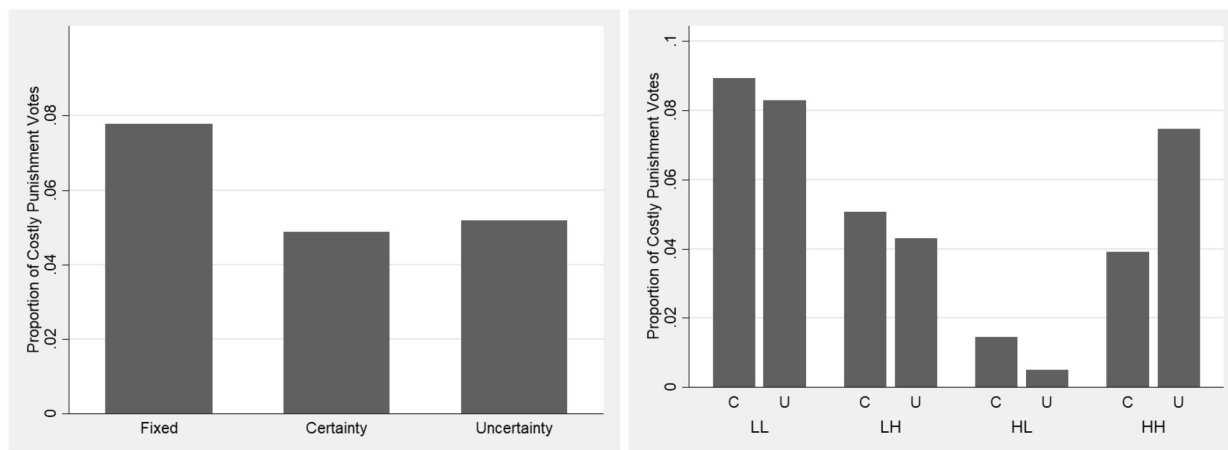 Proportion of Costly Punishment Votes
.08
.06
.04
.02
0
Fixed Certainty Uncertainty
Proportion of Costly Punishment Votes
.1
.08
.06
.04
.02
0
C U C U C U C U
LL LH HL HH